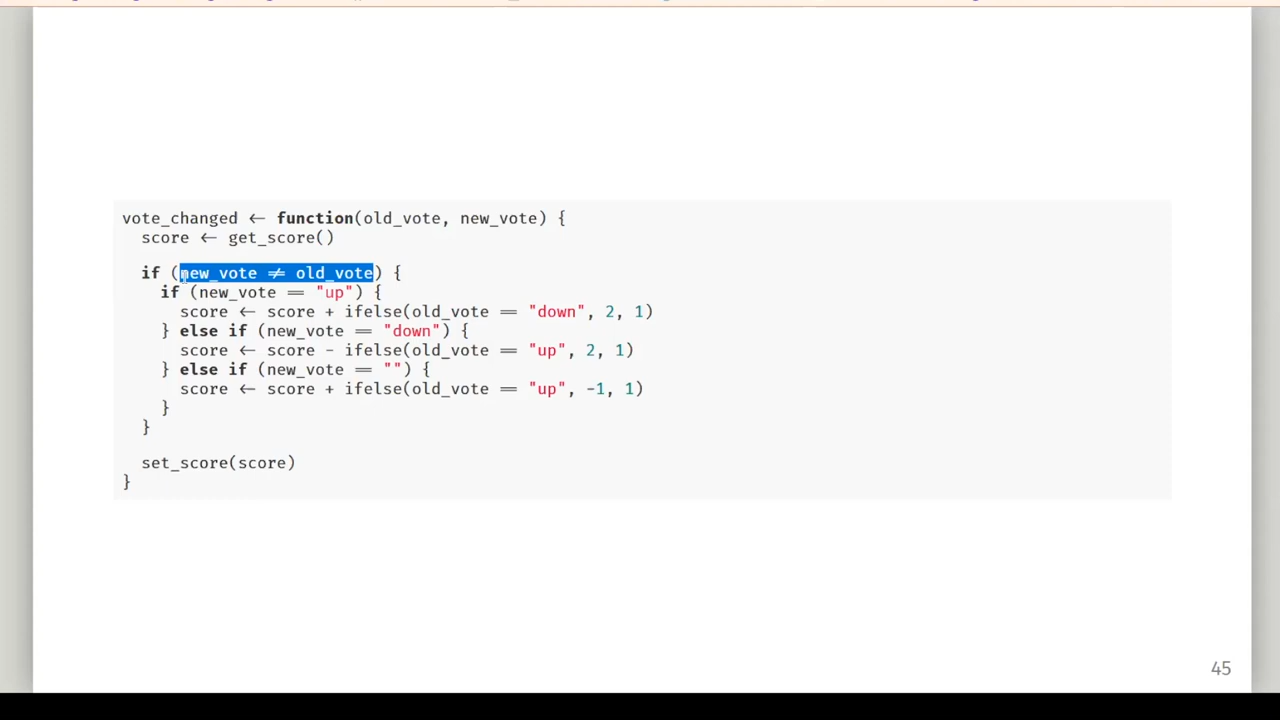 vote_changed <- function(old_vote, new_vote) {
  score <- get_score()
  if (new_vote != old_vote) {
    if (new_vote == "up") {
      score <- score + ifelse(old_vote == "down", 2, 1)
    } else if (new_vote == "down") {
      score <- score - ifelse(old_vote == "up", 2, 1)
    } else if (new_vote == "") {
      score <- score + ifelse(old_vote == "up", -1, 1)
    }
  }
  set_score(score)
}
45